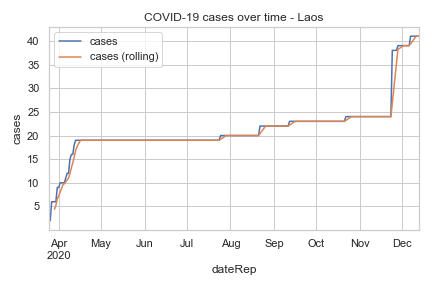 COVID-19 cases over time - Laos
cases
cases (rolling)
40
35
30
25
20
15
10
5
cases
Apr May Jun Jul Aug Sep Oct Nov Dec
2020
dateRep